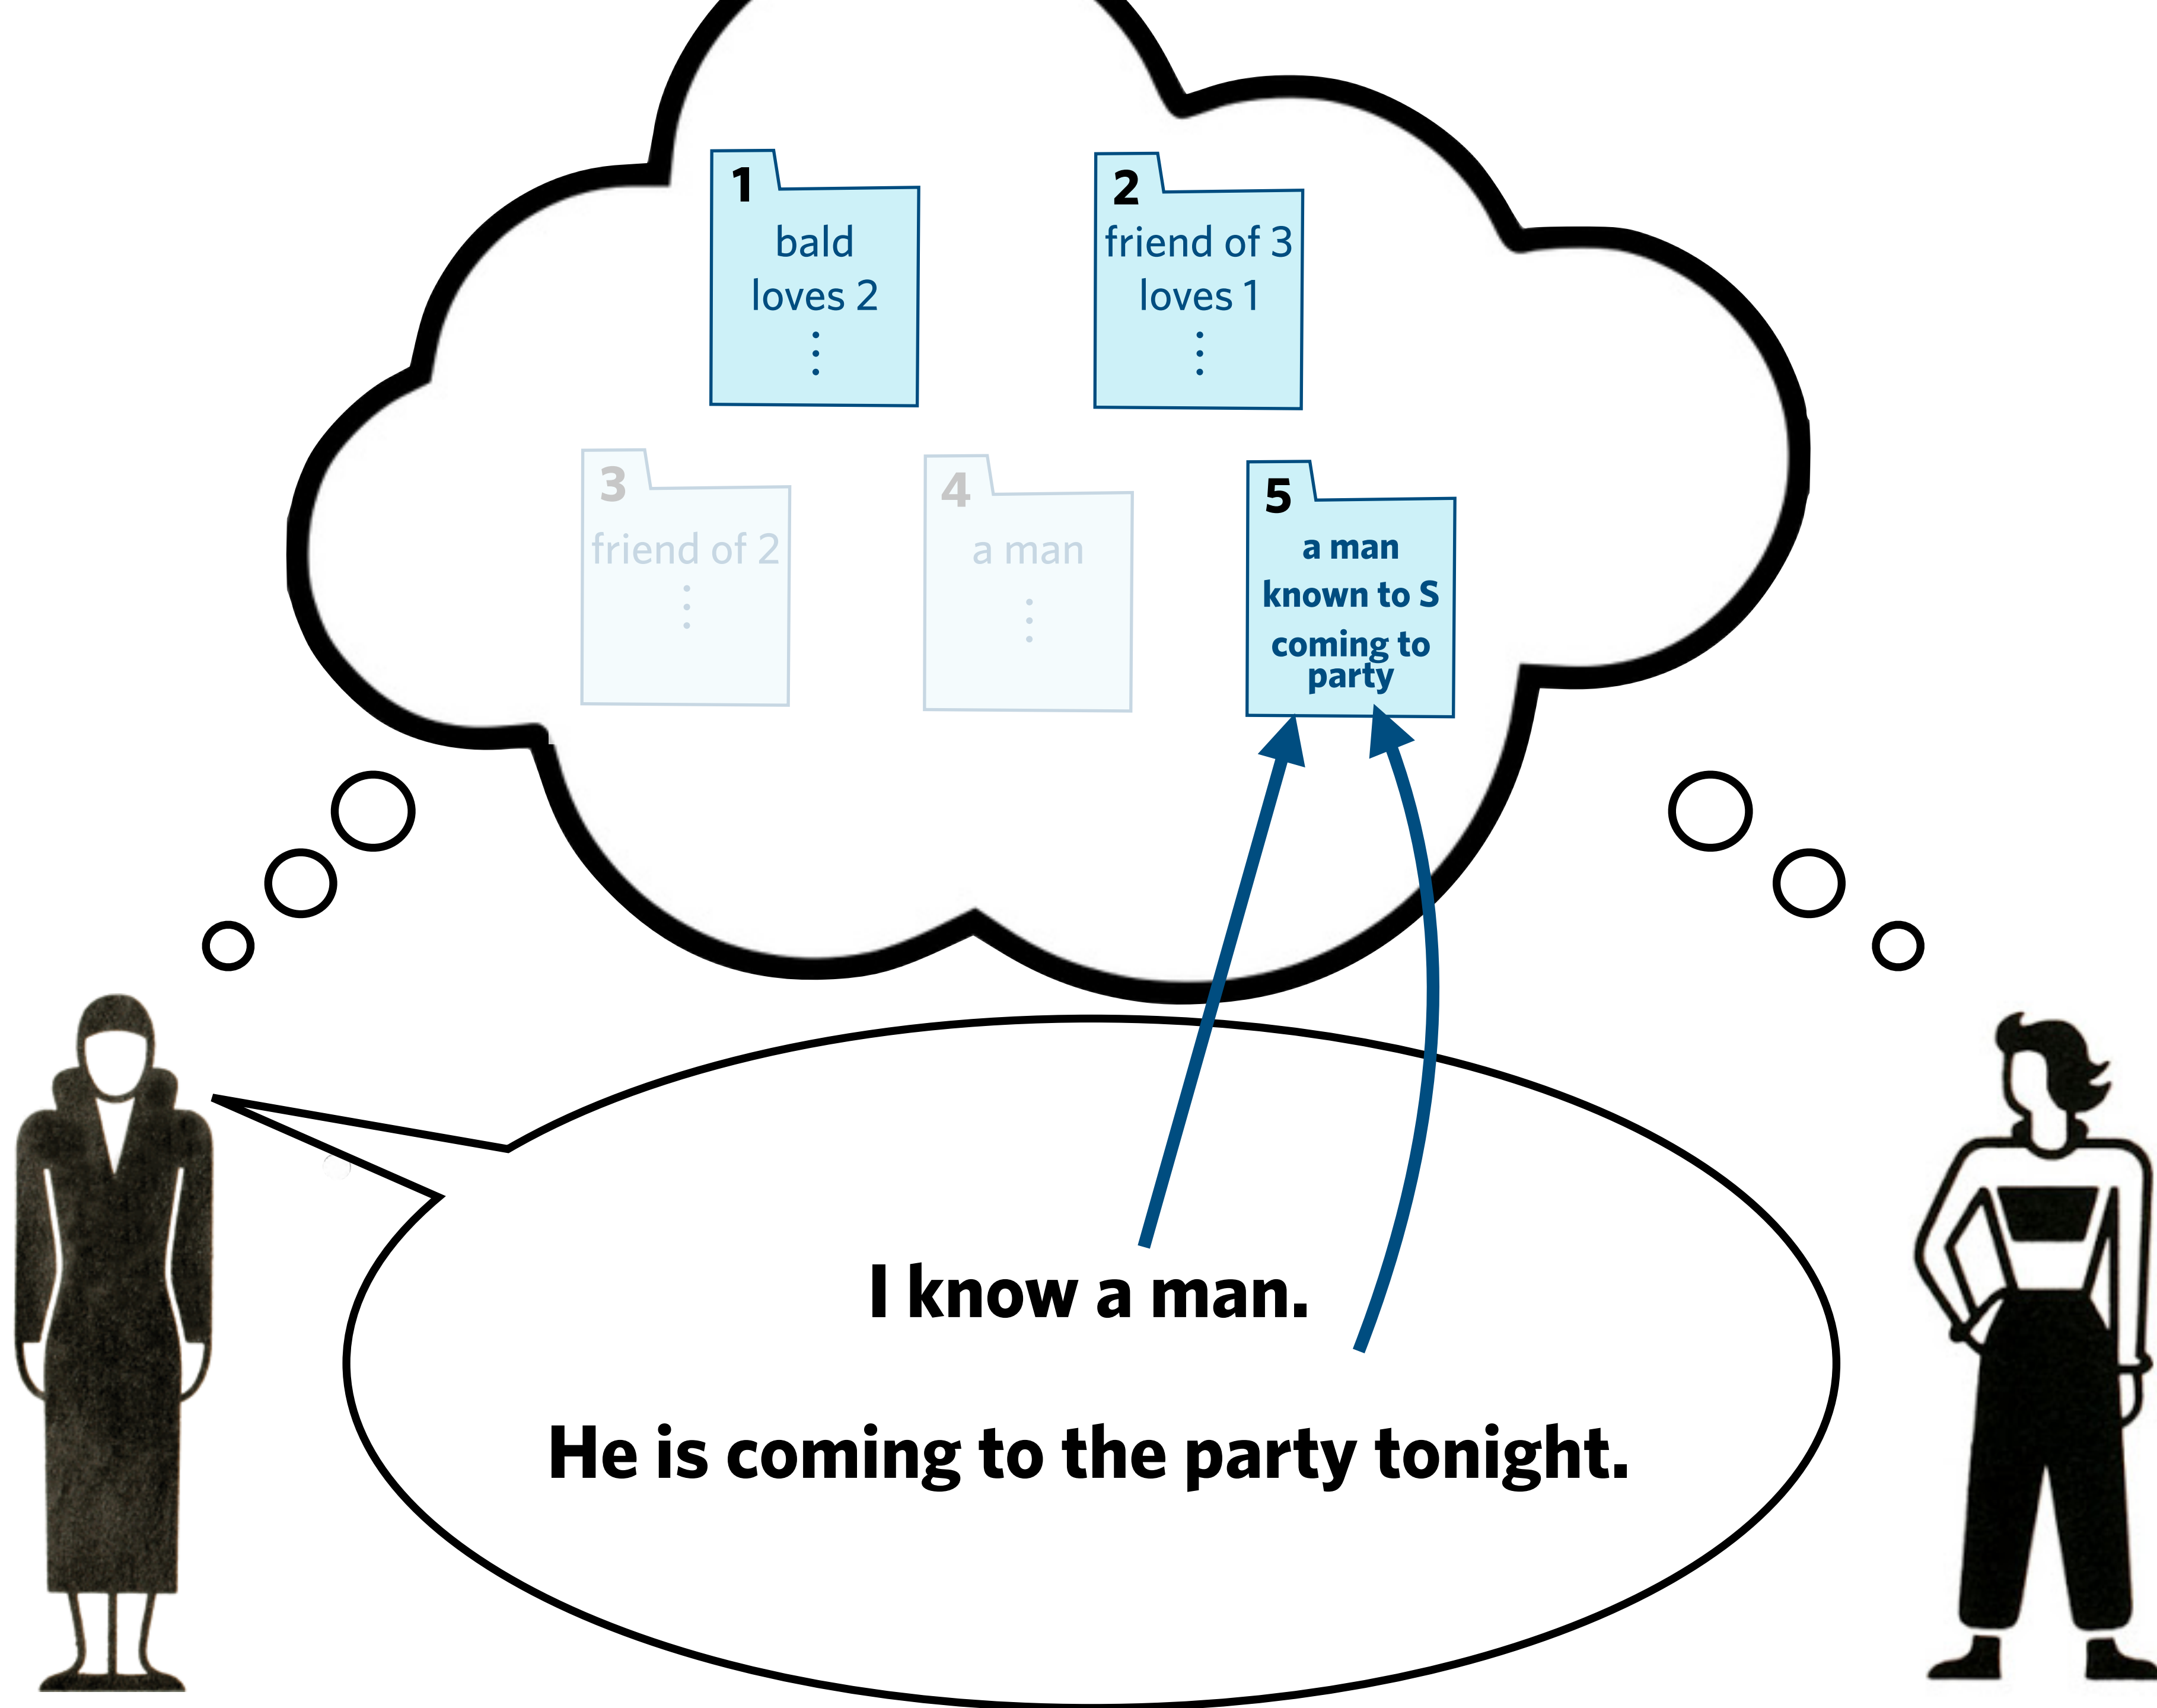 1
bald
loves 2
2
friend of 3
loves 1
3
friend of 2
4
a man
5
a man
known to S
coming to
party
I know a man.
He is coming to the party tonight.